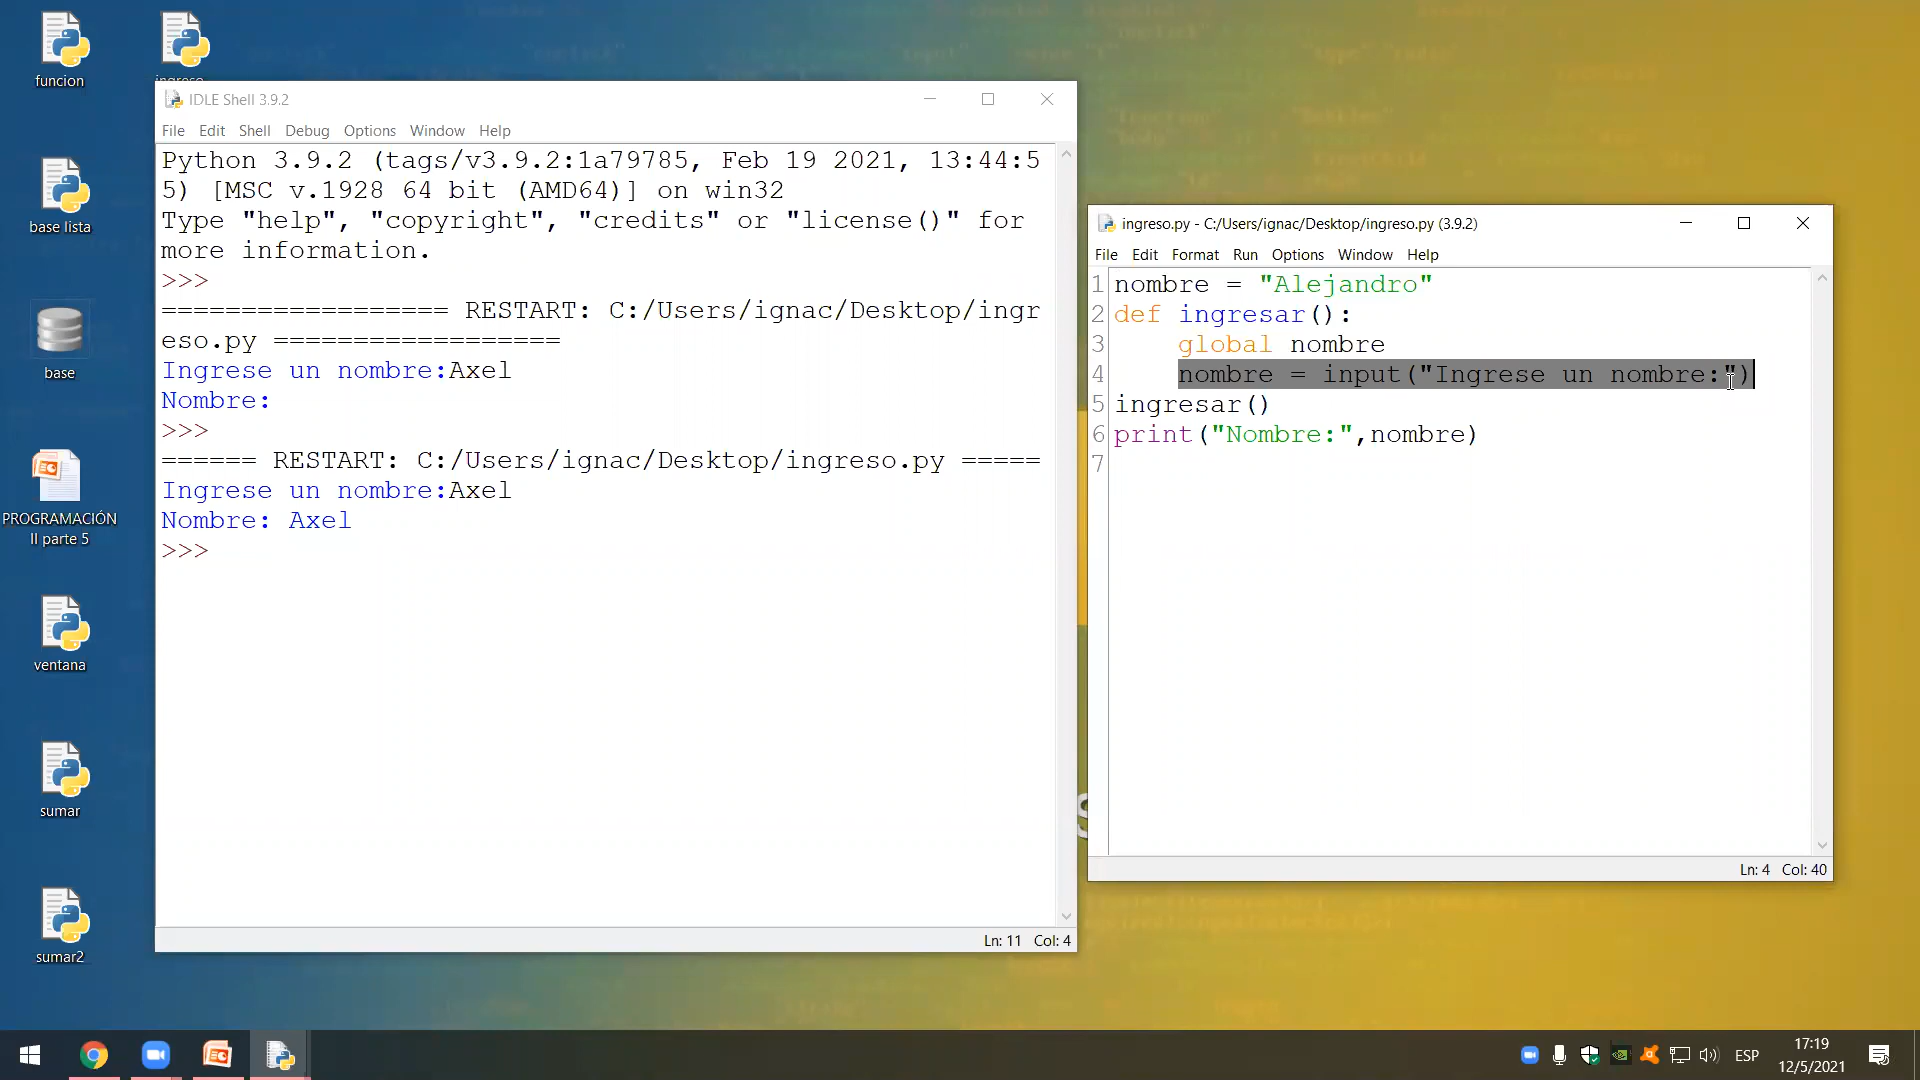 funcion
ingreso
base lista
base
PROGRAMACIÓN
II parte 5
ventana
sumar
sumar2
IDLE Shell 3.9.2
File Edit Shell Debug Options Window Help
Python 3.9.2 (tags/v3.9.2:1a79785, Feb 19 2021, 13:44:5
5) [MSC v.1928 64 bit (AMD64)] on win32
Type "help", "copyright", "credits" or "license()" for
more information.
>>>
================== RESTART: C:/Users/ignac/Desktop/ingr
eso.py ==================
Ingrese un nombre:Axel
Nombre:
>>>
====== RESTART: C:/Users/ignac/Desktop/ingreso.py =====
Ingrese un nombre:Axel
Nombre: Axel
>>>
Ln: 11 Col: 4
ingreso.py - C:/Users/ignac/Desktop/ingreso.py (3.9.2)
File Edit Format Run Options Window Help
1 nombre = "Alejandro"
2 def ingresar():
3     global nombre
4     nombre = input("Ingrese un nombre:")
5 ingresar()
6 print("Nombre:",nombre)
7
Ln: 4 Col: 40
ESP
17:19
12/5/2021